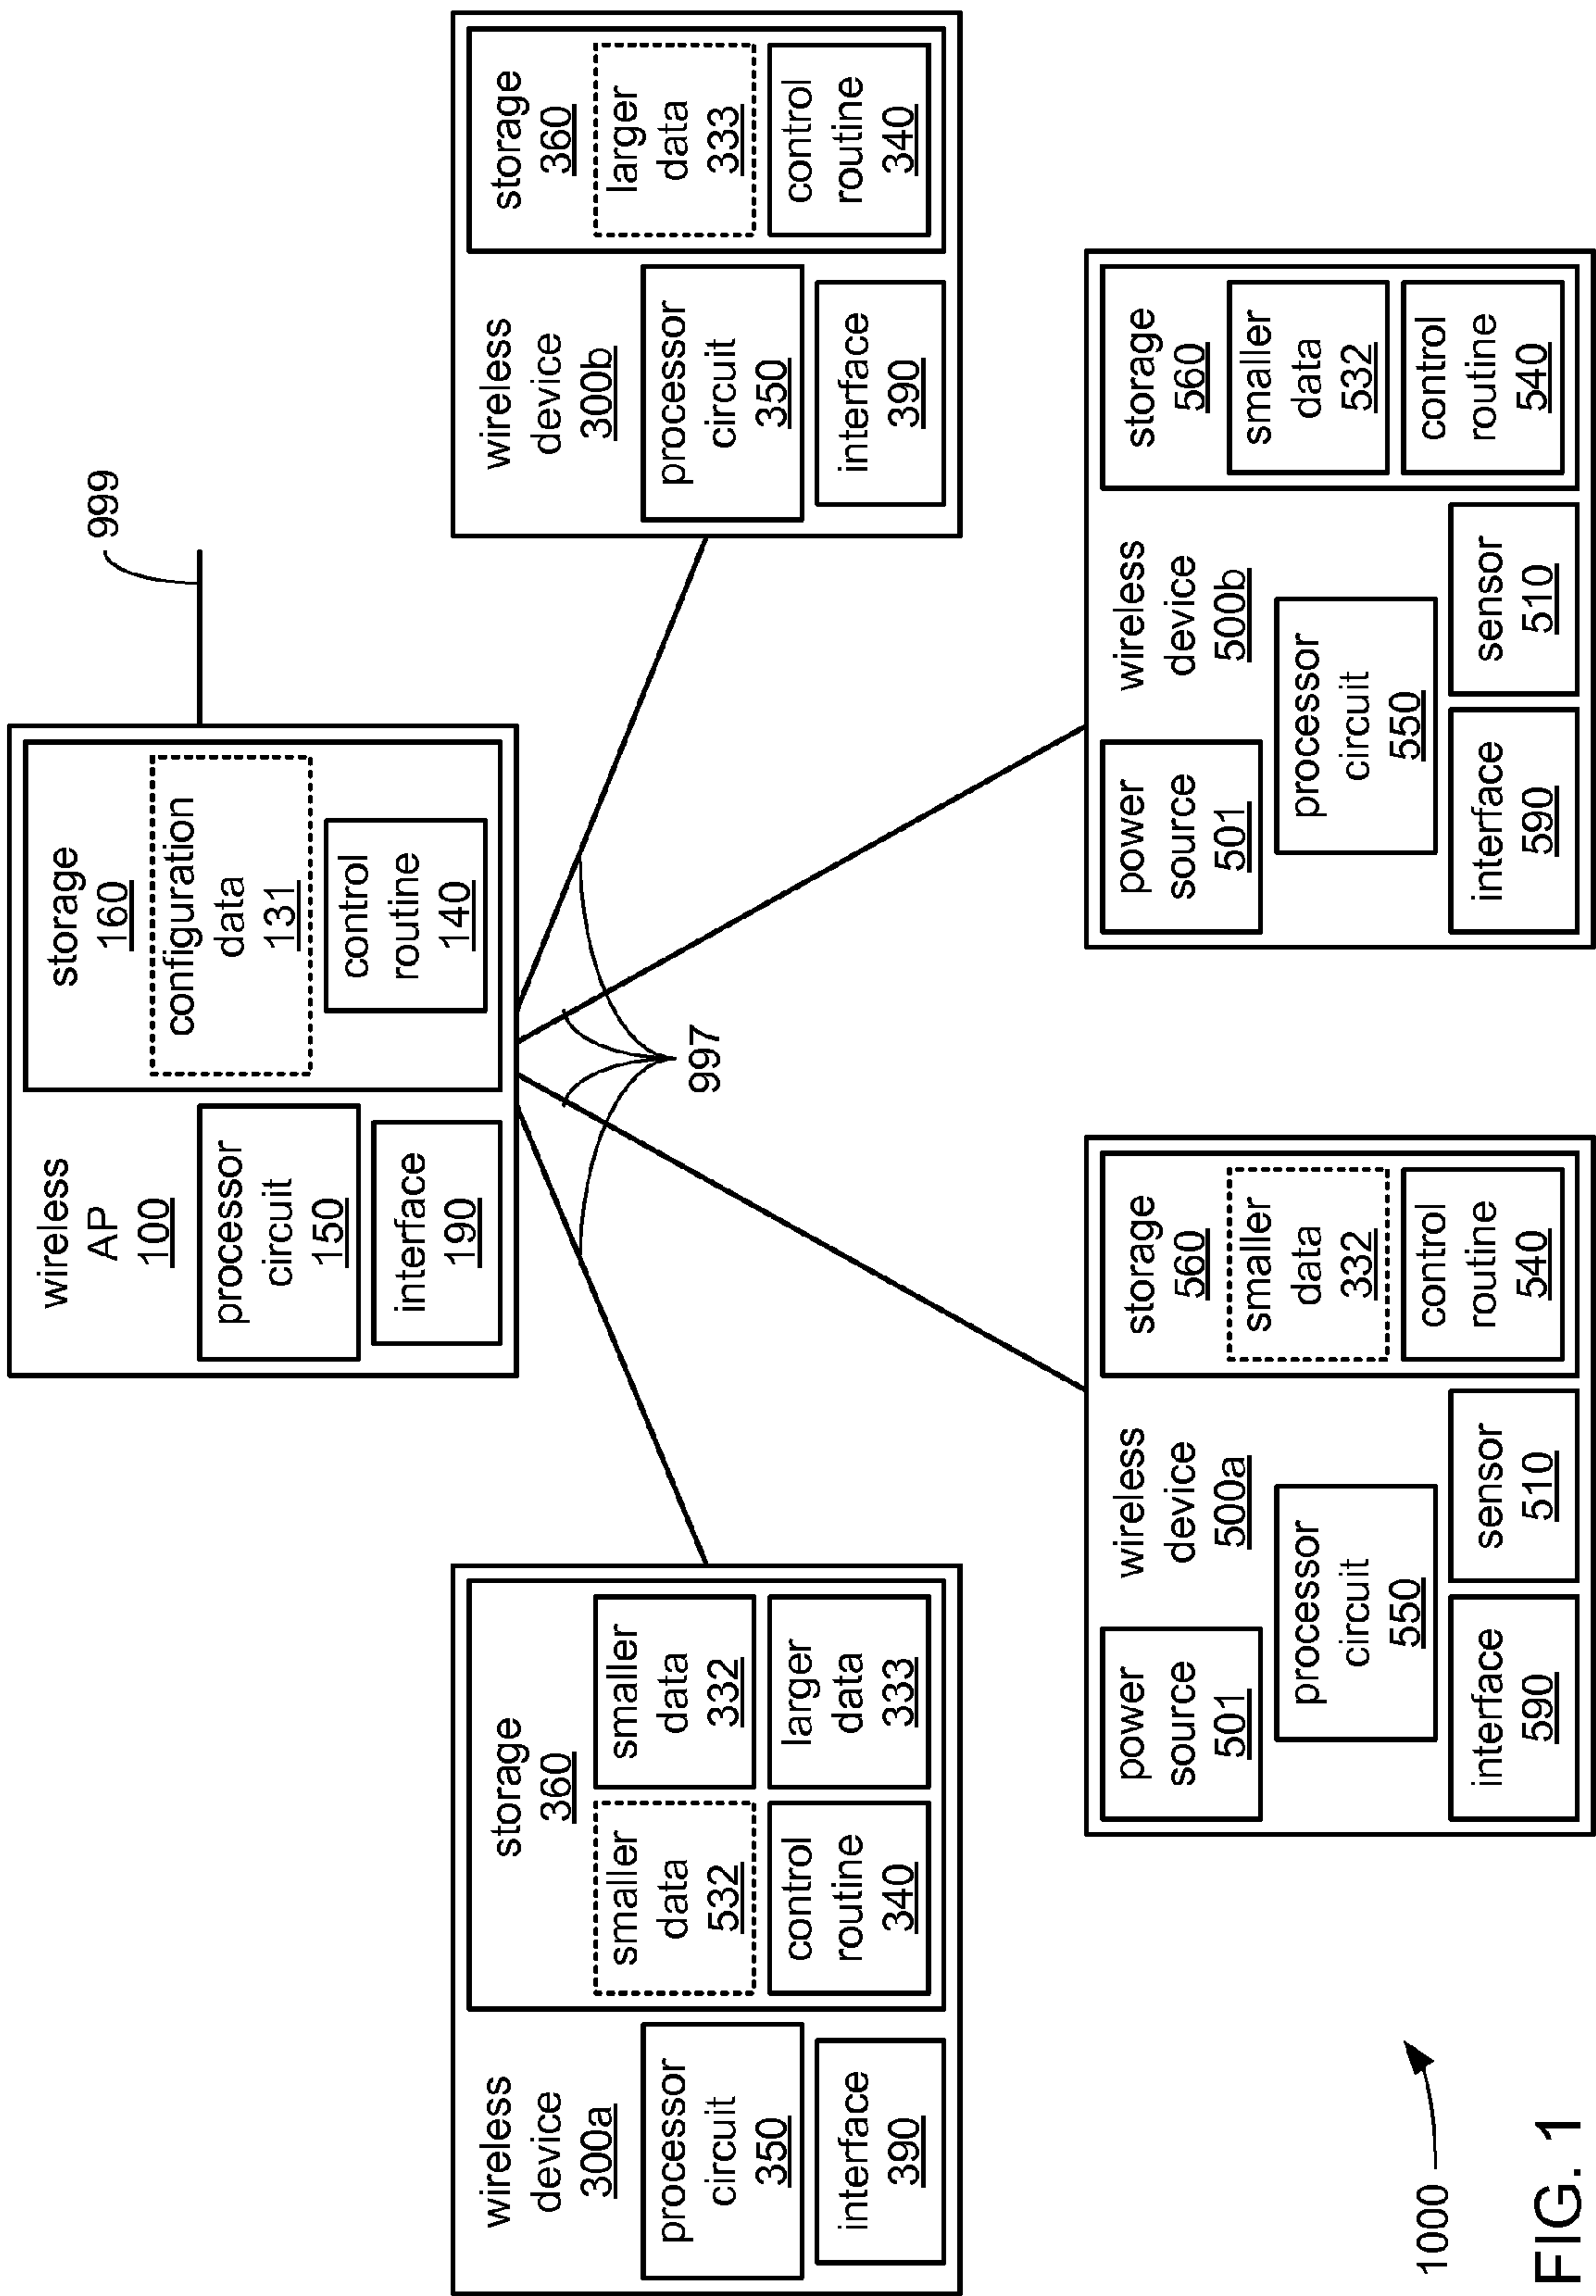 999
wireless
AP
100
processor
circuit
150
interface
190
storage
160
configuration
data
131
control
routine
140
997
wireless
device
300a
processor
circuit
350
interface
390
storage
360
smaller
data
532
smaller
data
332
control
routine
340
larger
data
333
wireless
device
300b
processor
circuit
350
interface
390
storage
360
larger
data
333
control
routine
340
power
source
501
wireless
device
500a
processor
circuit
550
interface
590
sensor
510
storage
560
smaller
data
332
control
routine
540
power
source
501
wireless
device
500b
processor
circuit
550
interface
590
sensor
510
storage
560
smaller
data
532
control
routine
540
1000
FIG. 1